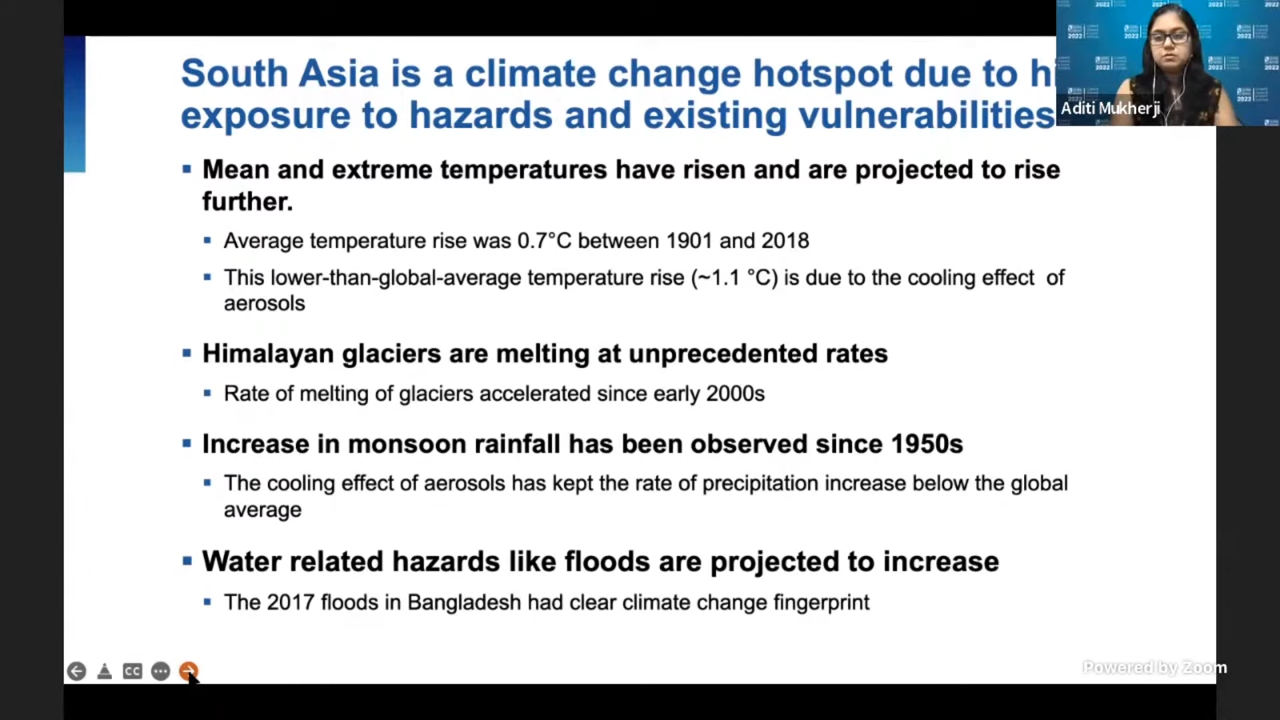 South Asia is a climate change hotspot due to h
exposure to hazards and existing vulnerabilities
Aditi Mukherji
▪ Mean and extreme temperatures have risen and are projected to rise
further.
▪ Average temperature rise was 0.7°C between 1901 and 2018
▪ This lower-than-global-average temperature rise (~1.1 °C) is due to the cooling effect of
aerosols
▪ Himalayan glaciers are melting at unprecedented rates
▪ Rate of melting of glaciers accelerated since early 2000s
▪ Increase in monsoon rainfall has been observed since 1950s
▪ The cooling effect of aerosols has kept the rate of precipitation increase below the global
average
▪ Water related hazards like floods are projected to increase
▪ The 2017 floods in Bangladesh had clear climate change fingerprint
CC
Powered by Zoom